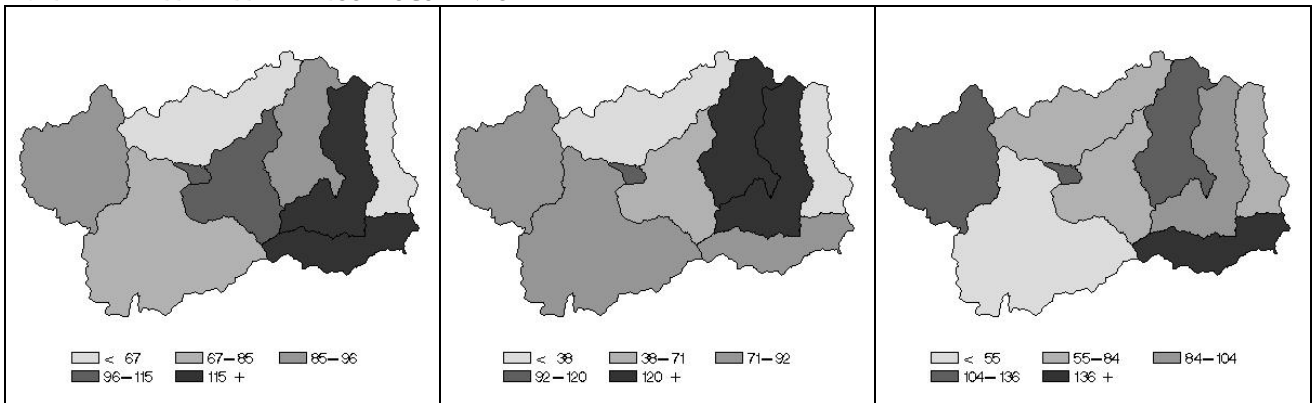 < 67 67-85 85-96
96-115 115 +
< 38 38-71 71-92
92-120 120 +
< 55 55-84 84-104
104-136 136 +